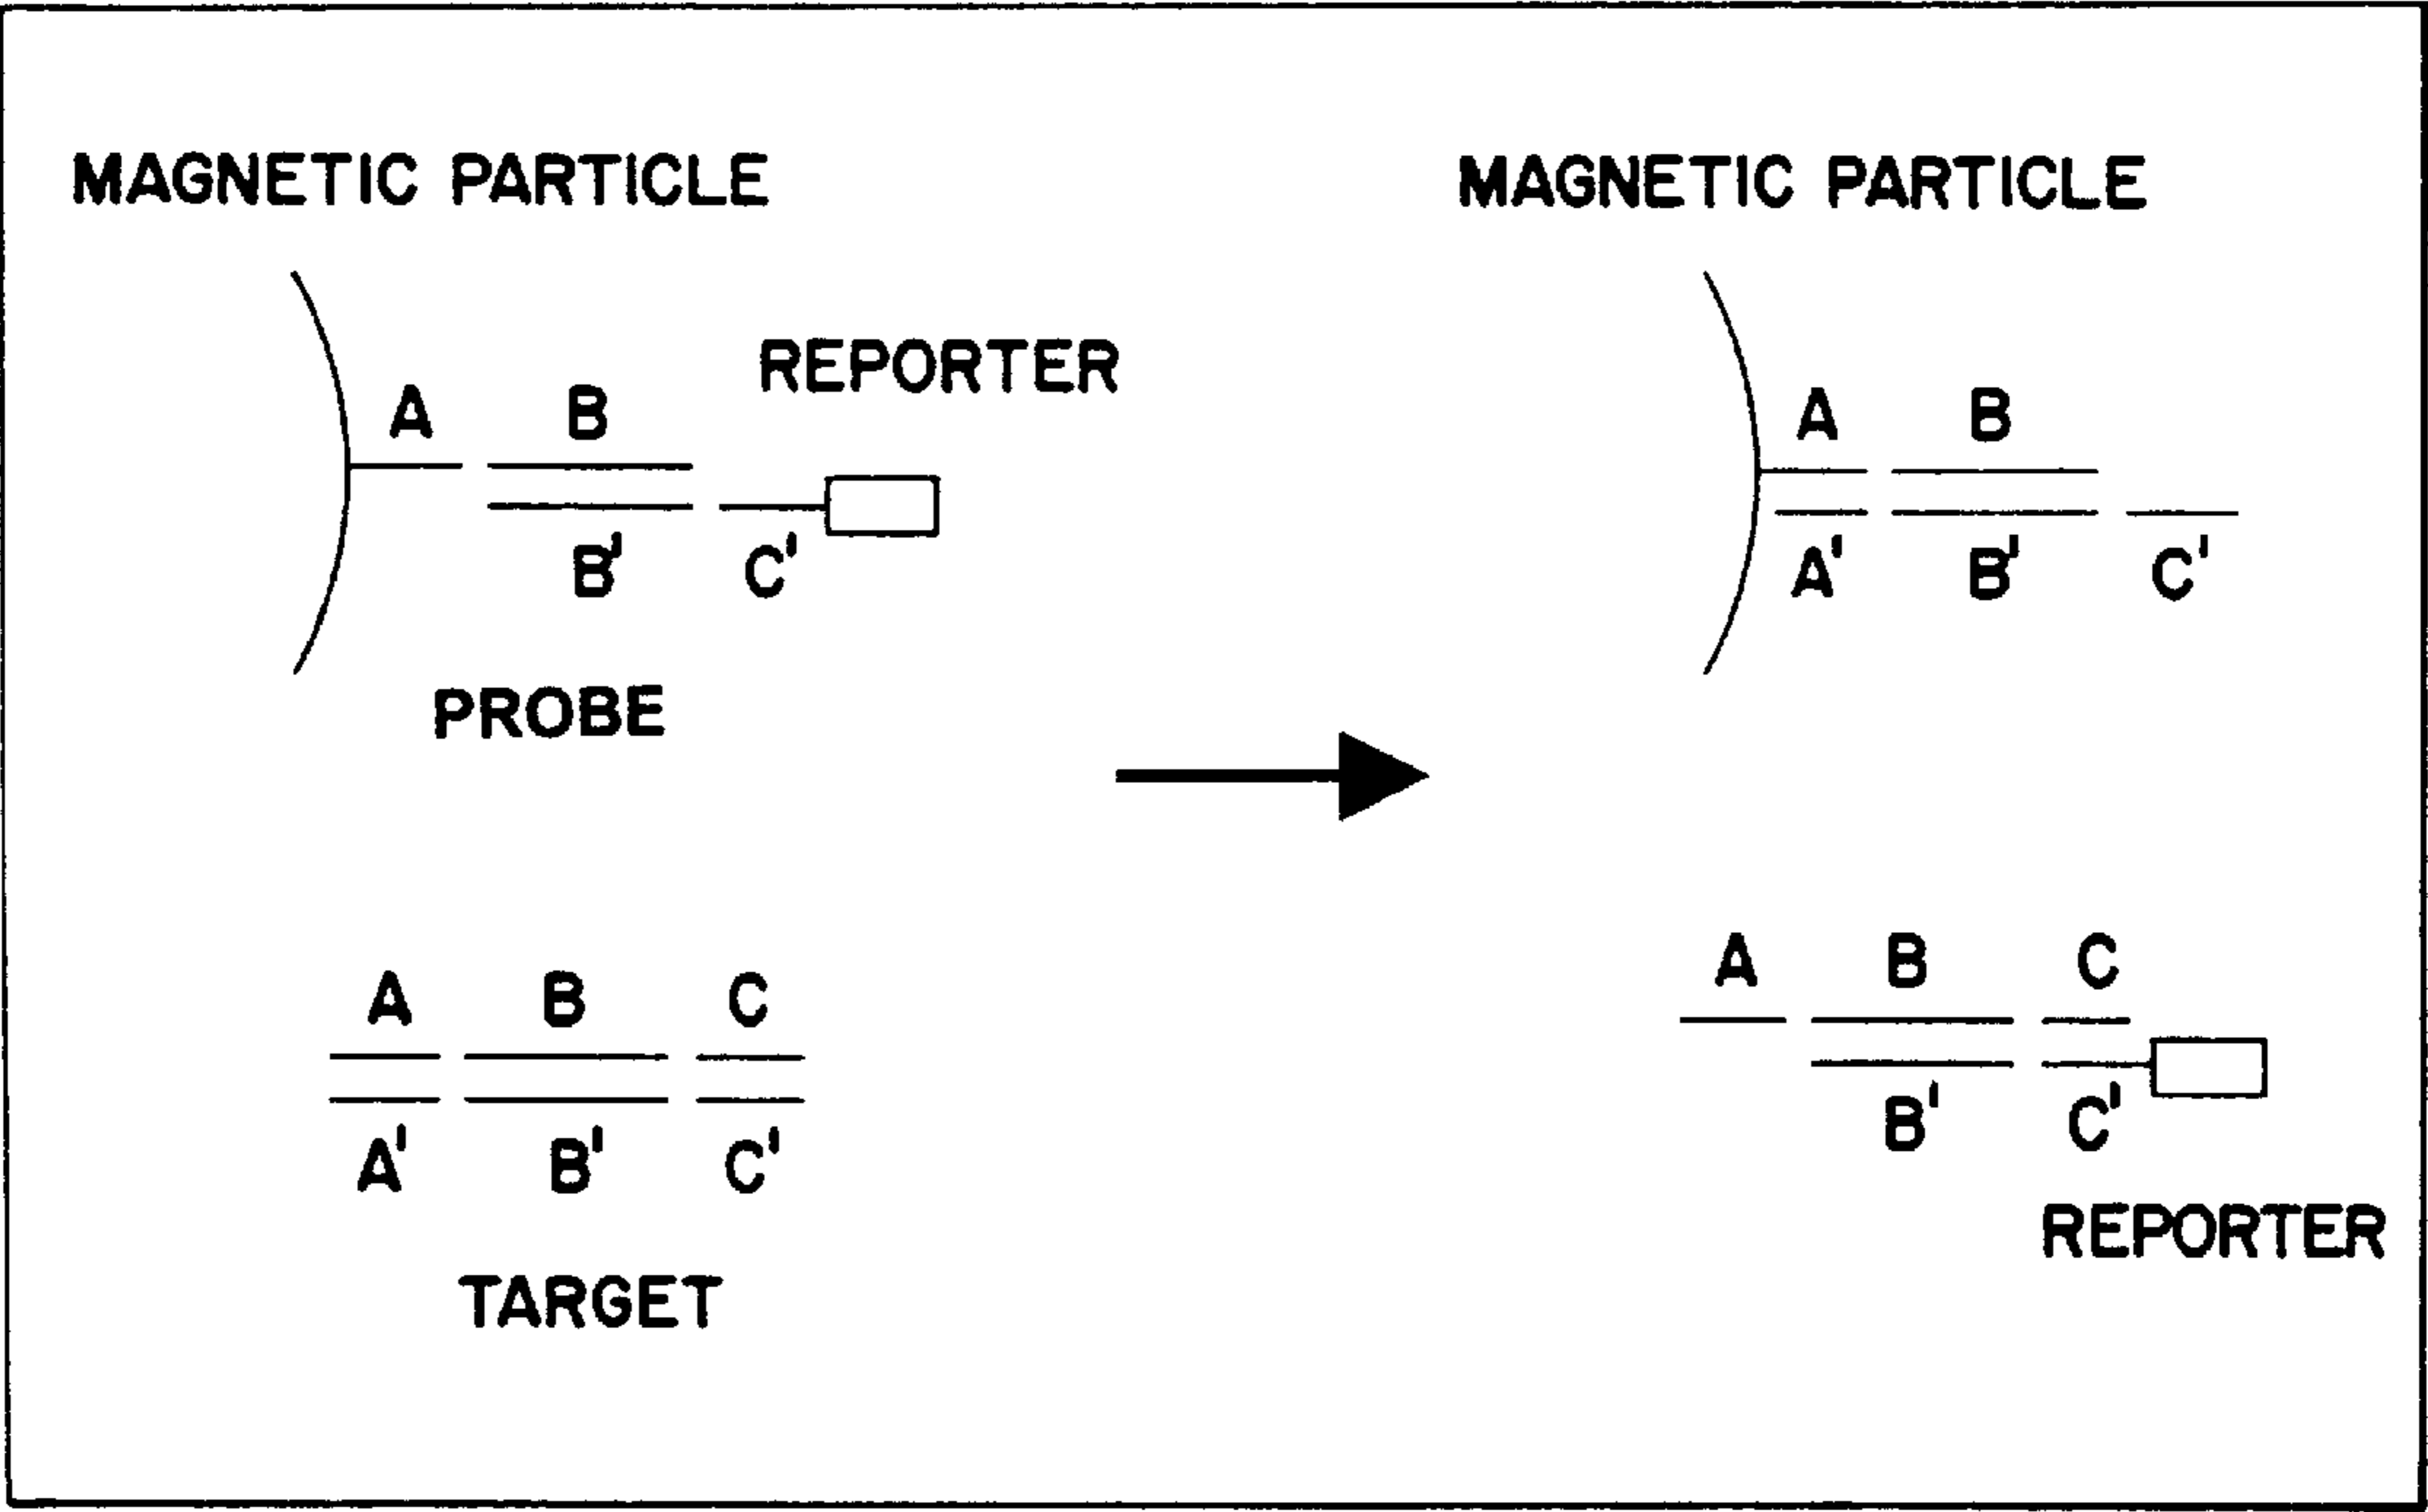 MAGNETIC PARTICLE
REPORTER
A B
B' C'
PROBE
A B C
A' B' C'
TARGET
MAGNETIC PARTICLE
A B
A' B' C'
A B C
B' C'
REPORTER